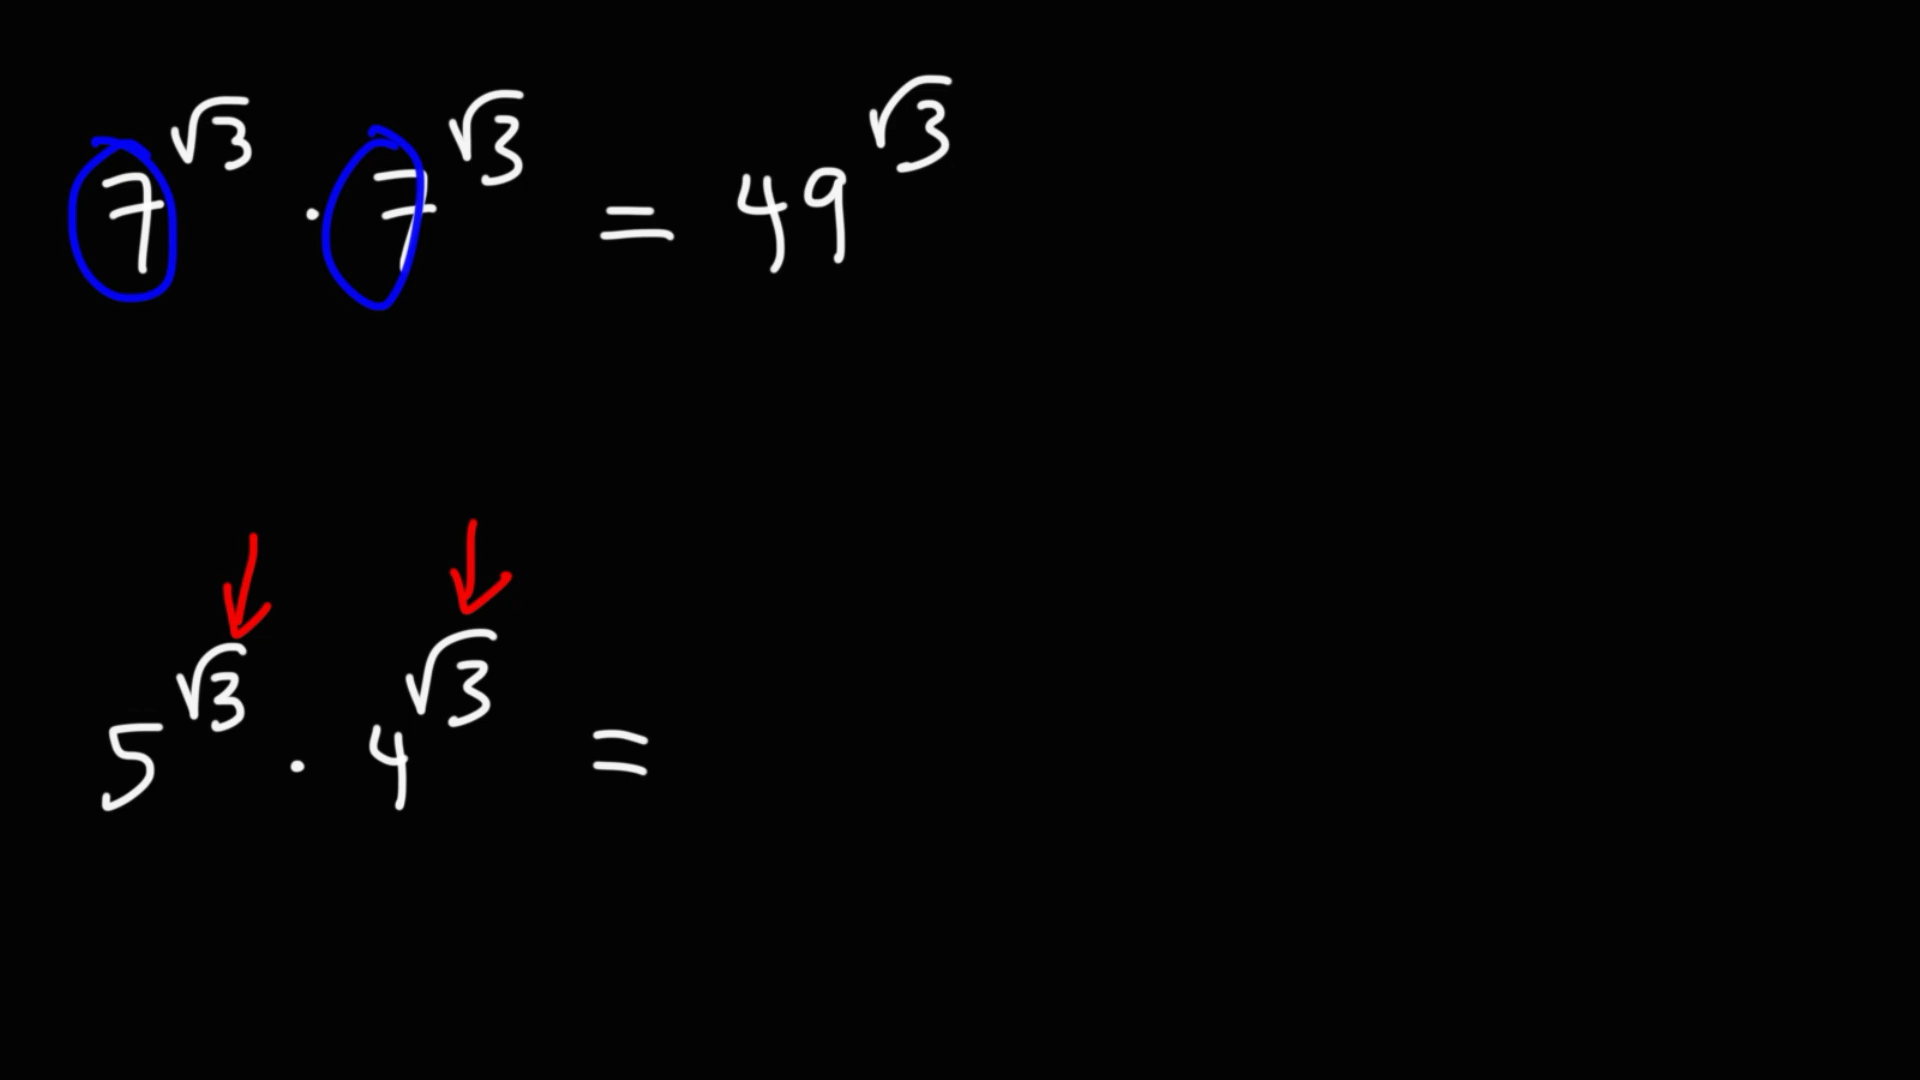 7^√3 · 7^√3 = 49^√3
5^√3 · 4^√3 =